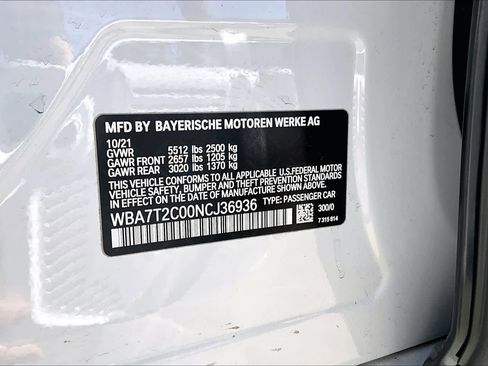 MFD BY BAYERISCHE MOTOREN WERKE AG
10/21
GVWR 5512 lbs 2500 kg
GAWR FRONT 2657 lbs 1205 kg
GAWR REAR 3020 lbs 1370 kg
THIS VEHICLE CONFORMS TO ALL APPLICABLE U.S. FEDERAL MOTOR
VEHICLE SAFETY, BUMPER AND THEFT PREVENTION STANDARDS IN
EFFECT ON THE DATE OF MANUFACTURE SHOWN ABOVE.
WBA7T2C00NCJ36936 TYPE: PASSENGER CAR
300/0
7 315 814